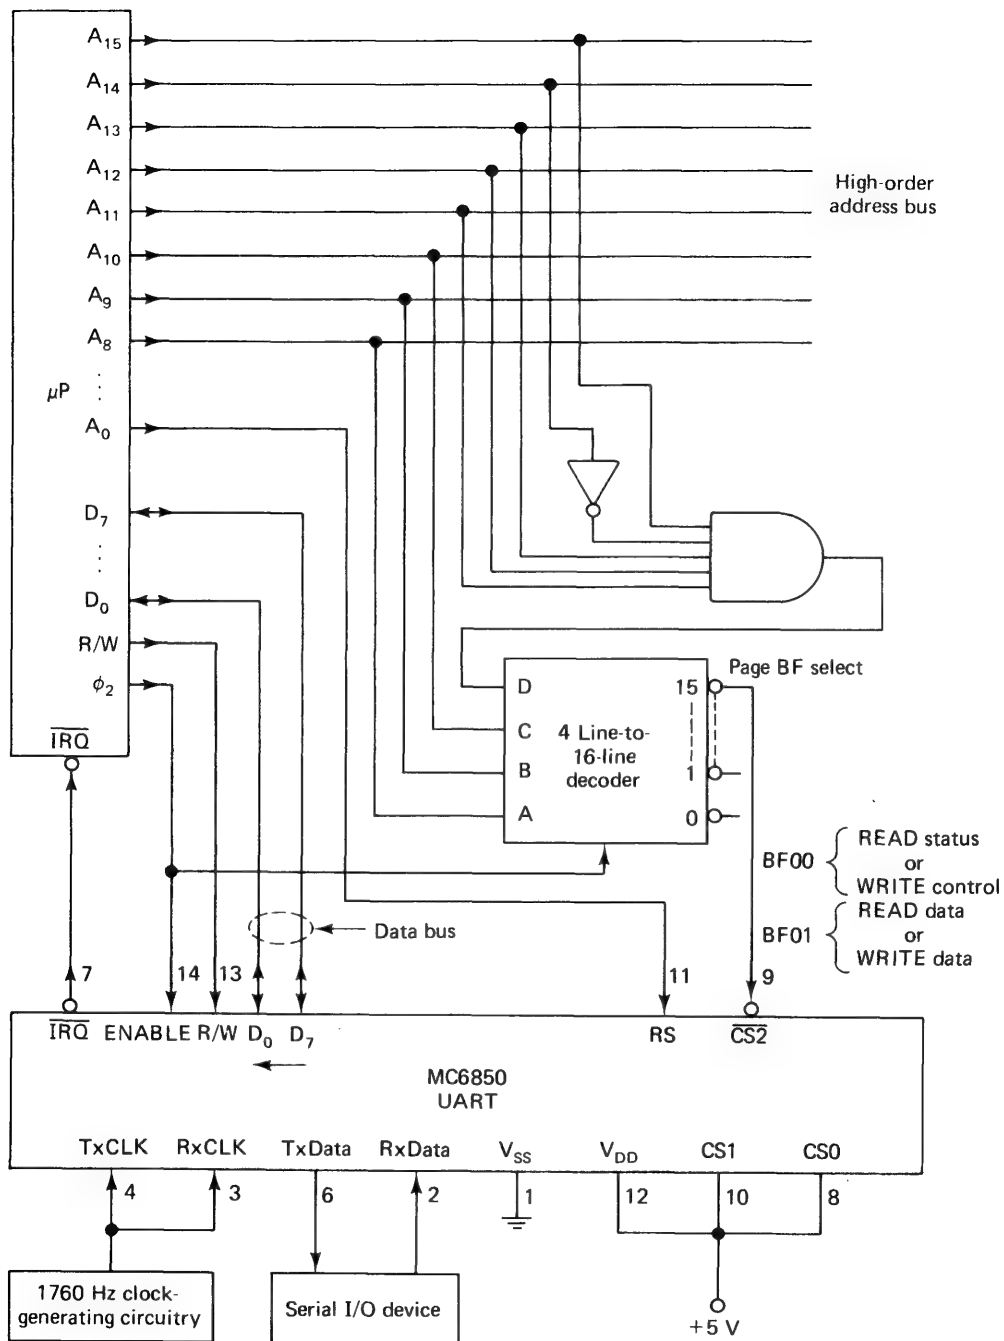 A15
A14
A13
A12
High-order
address bus
A11
A10
A9
A8
μP
A0
D7
D0
R/W
ϕ2
IRQ
Page BF select
D
15
C
4 Line-to-
16-line
decoder
B
1
A
0
BF00
READ status
or
WRITE control
BF01
READ data
or
WRITE data
Data bus
7
14
13
11
9
IRQ
ENABLE
R/W
D0
D7
RS
CS2
MC6850
UART
TxCLK
RxCLK
TxData
RxData
VSS
VDD
CS1
CS0
4
3
6
2
1
12
10
8
1760 Hz clock-
generating circuitry
Serial I/O device
+5 V